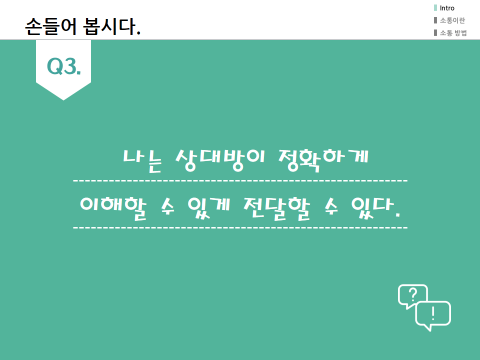 손들어 봅시다.
Intro
소통이란
소통 방법
Q3.
나는 상대방이 정확하게
이해할 수 있게 전달할 수 있다.
?
!